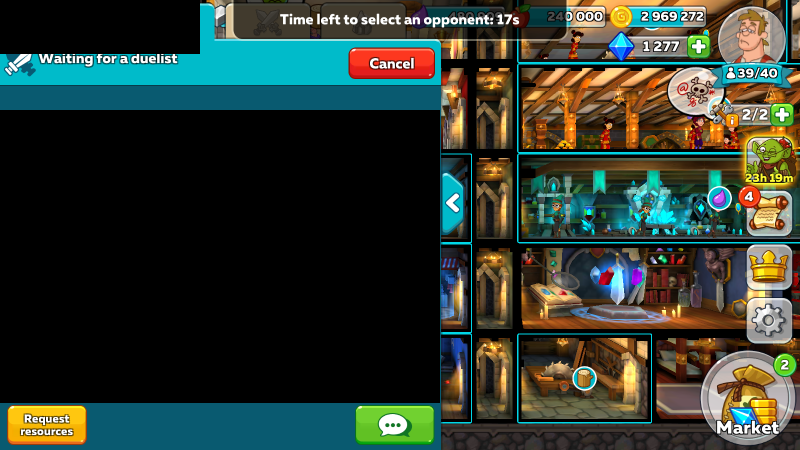 Time left to select an opponent: 17s
240 000
2 969 272
Waiting for a duelist
Cancel
1 277
39/40
2/2
23h 19m
4
2
Request
resources
Market